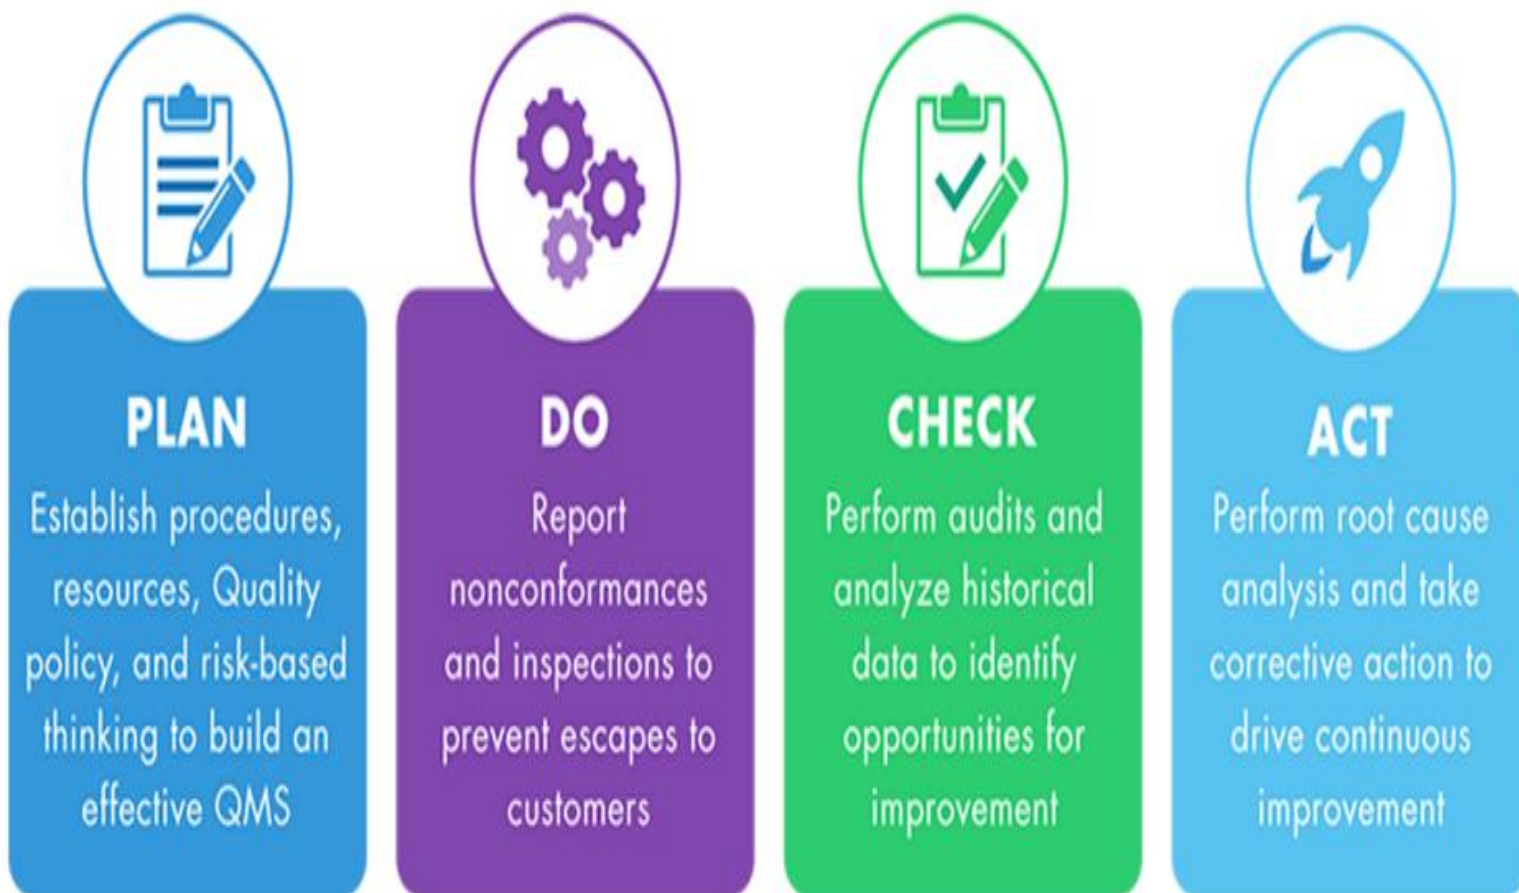 PLAN
Establish procedures,
resources, Quality
policy, and risk-based
thinking to build an
effective QMS
DO
Report
nonconformances
and inspections to
prevent escapes to
customers
CHECK
Perform audits and
analyze historical
data to identify
opportunities for
improvement
ACT
Perform root cause
analysis and take
corrective action to
drive continuous
improvement